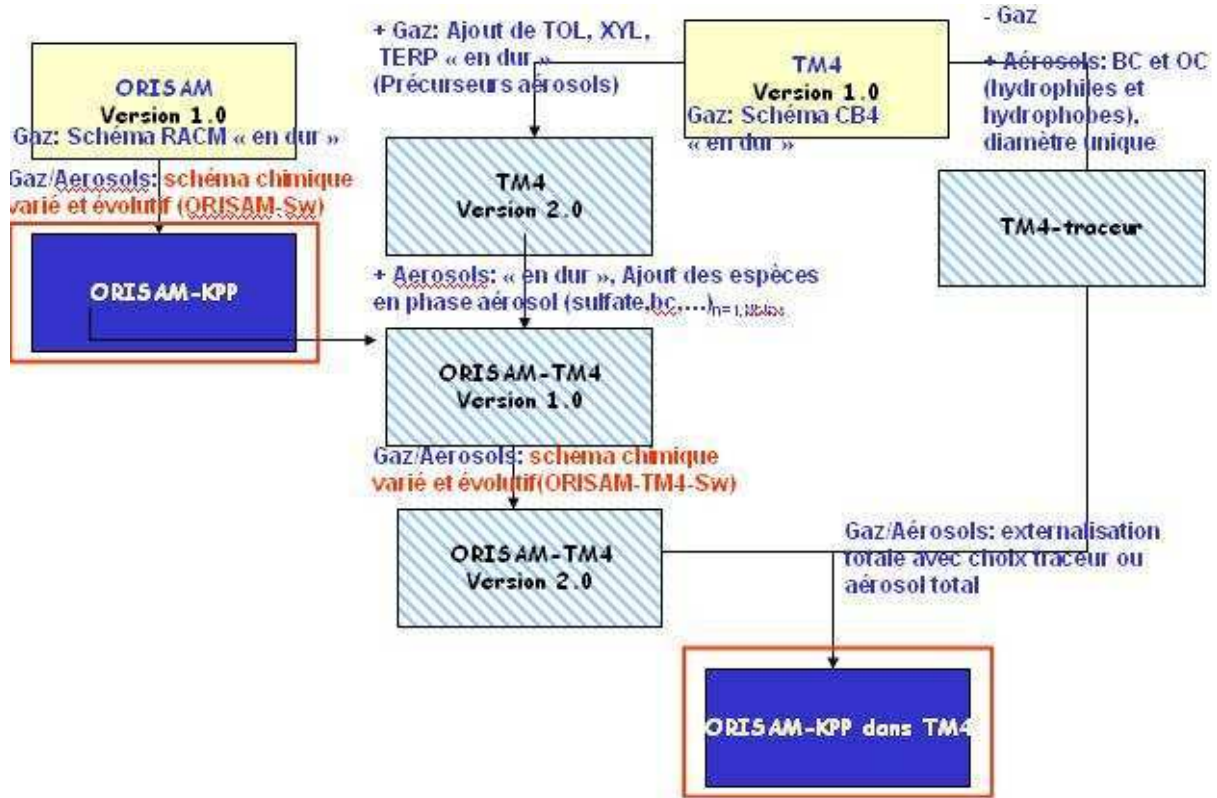 + Gaz: Ajout de TOL, XYL,
TERP « en dur »
(Précurseurs aérosols)
- Gaz
+ Aérosols: BC et OC
(hydrophiles et
hydrophobes),
diamètre unique
ORISAM
Version 1.0
Gaz: Schéma RACM « en dur »
TM4
Version 1.0
Gaz: Schéma CB4
« en dur »
Gaz/Aerosols: schéma chimique
varié et évolutif (ORISAM-Sw)
TM4
Version 2.0
TM4-traceur
ORISAM-KPP
+ Aerosols: « en dur », Ajout des espèces
en phase aérosol (sulfate,bc,…)
ORISAM-TM4
Version 1.0
Gaz/Aerosols: schéma chimique
varié et évolutif(ORISAM-TM4-Sw)
ORISAM-TM4
Version 2.0
Gaz/Aérosols: externalisation
totale avec choix traceur ou
aérosol total
ORISAM-KPP dans TM4